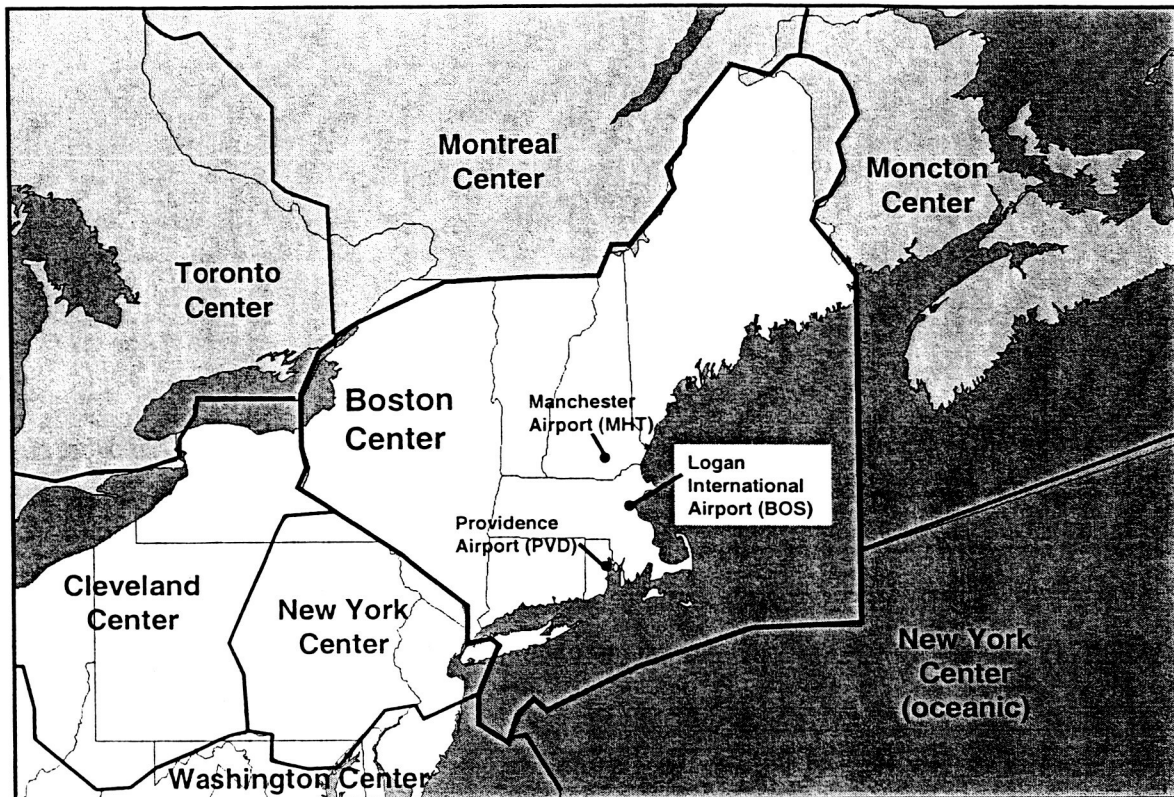 Montreal
Center
Moncton
Center
Toronto
Center
Boston
Center
Manchester
Airport (MHT)
Logan
International
Airport (BOS)
Providence
Airport (PVD)
Cleveland
Center
New York
Center
New York
Center
(oceanic)
Washington Center